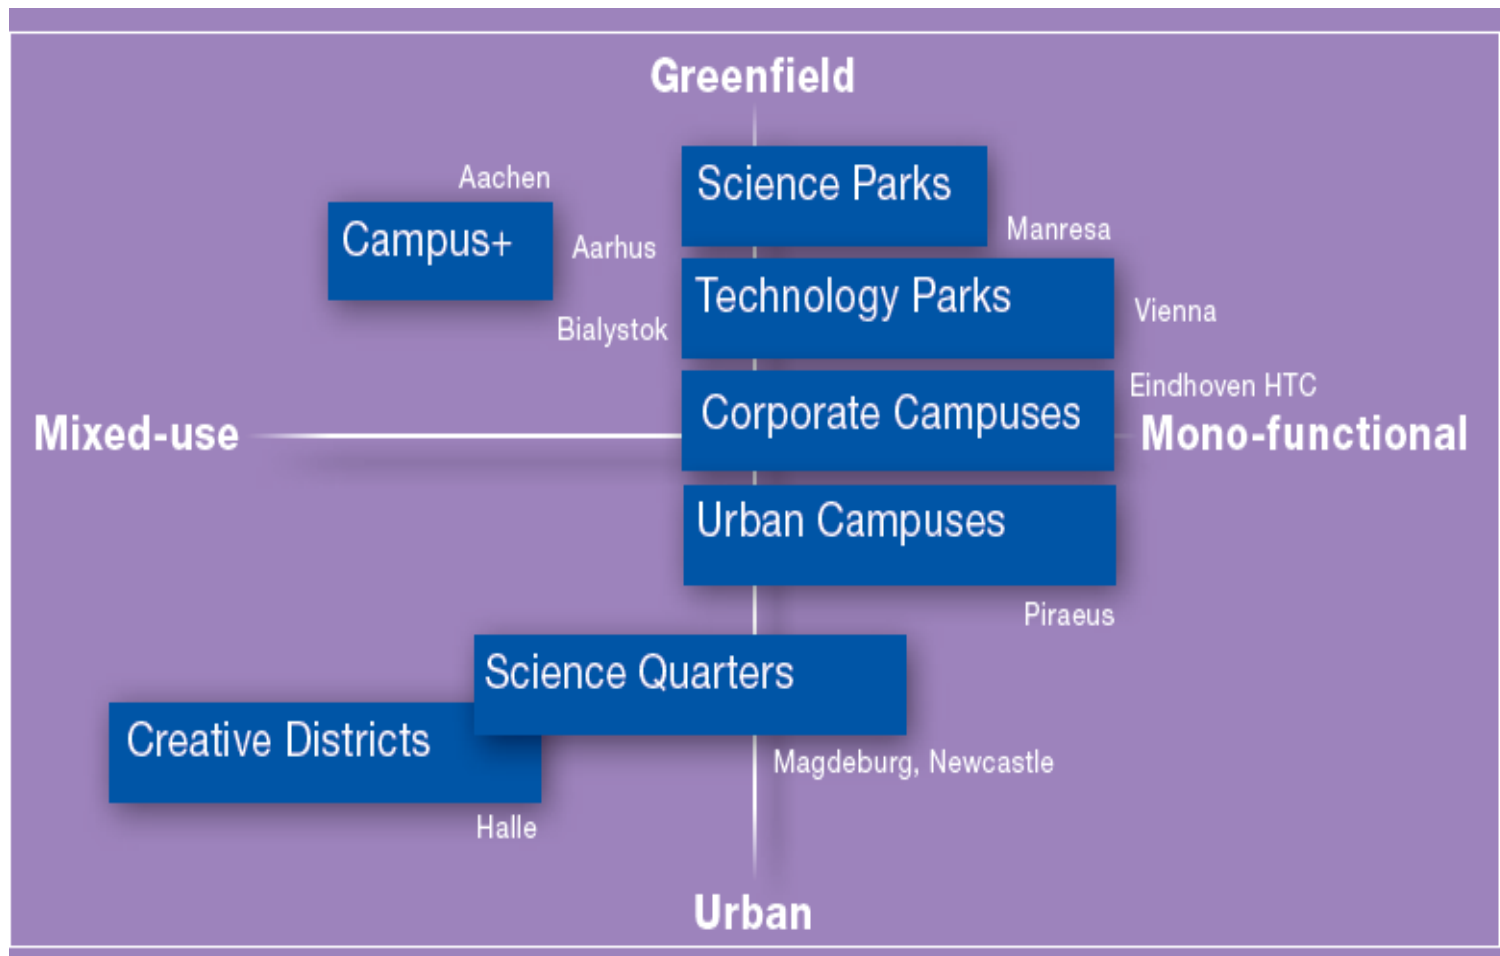 Greenfield
Aachen
Science Parks
Campus+
Aarhus
Manresa
Technology Parks
Bialystok
Vienna
Eindhoven HTC
Corporate Campuses
Mixed-use
Mono-functional
Urban Campuses
Piraeus
Science Quarters
Creative Districts
Magdeburg, Newcastle
Halle
Urban